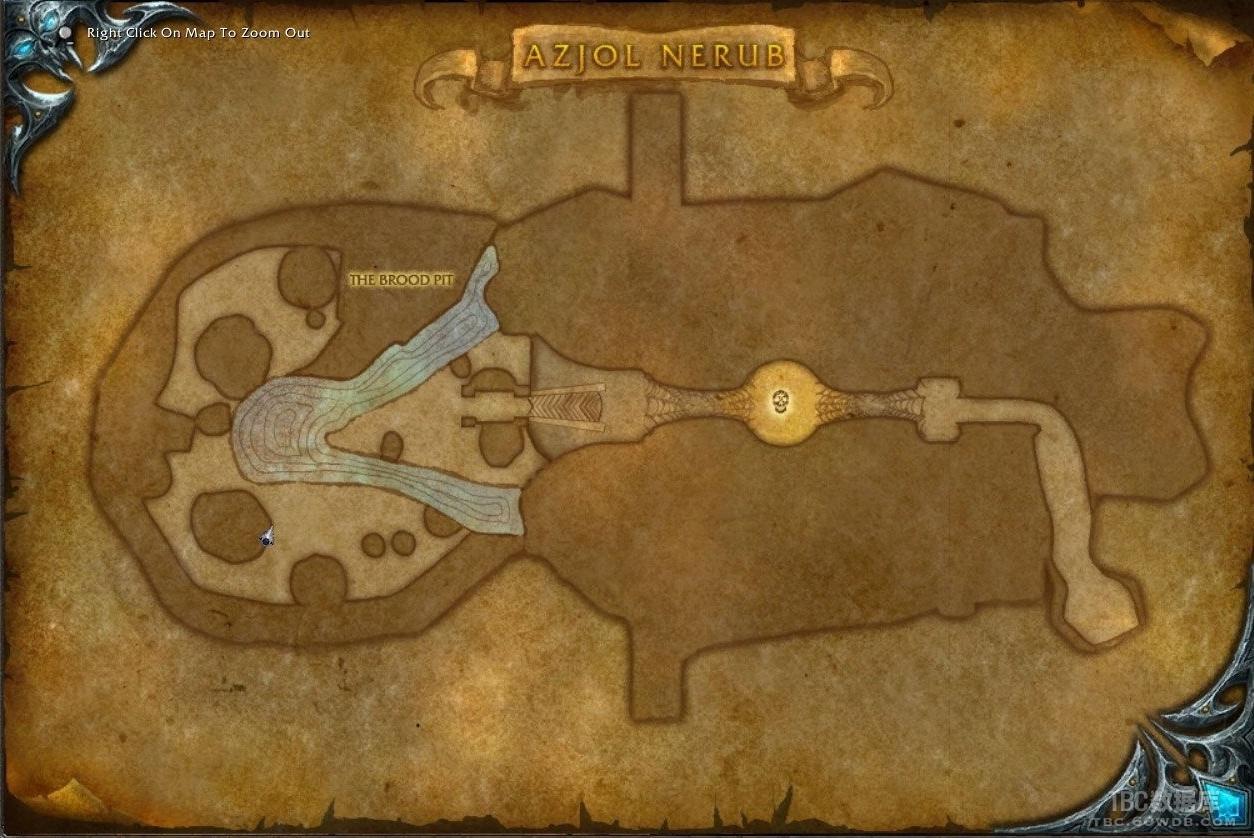 Right Click On Map To Zoom Out
AZJOL NERUB
THE BROOD PIT
TBC数据库
TBC.60WDB.COM